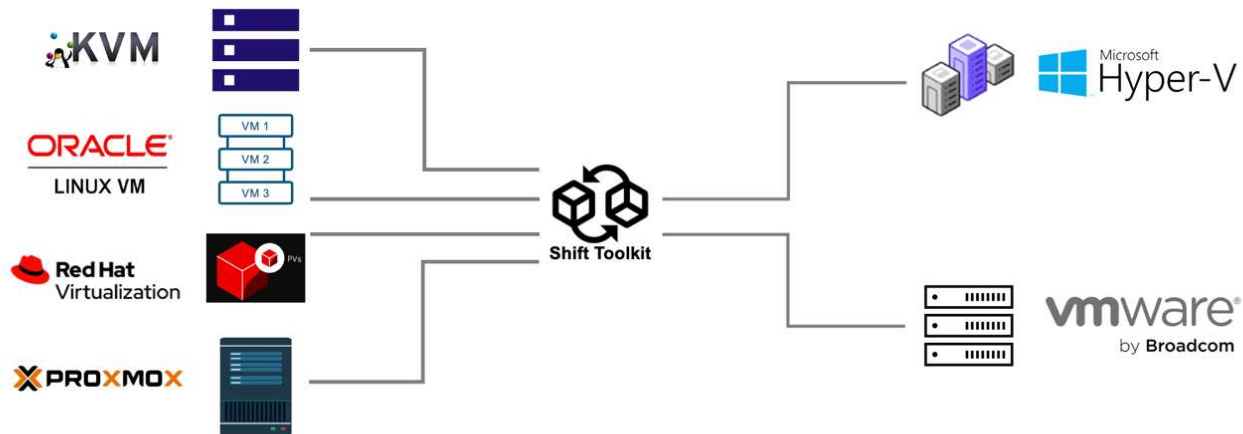 KVM
ORACLE®
LINUX VM
VM 1
VM 2
VM 3
Red Hat
Virtualization
PVs
PROXMOX
Shift Toolkit
Microsoft
Hyper-V
vmware®
by Broadcom